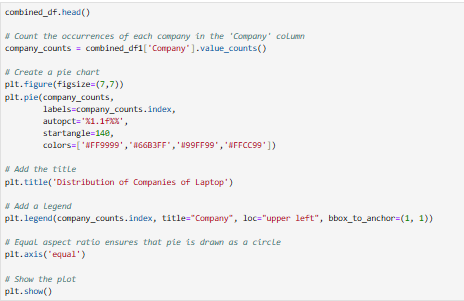 combined_df.head()
# Count the occurrences of each company in the 'Company' column
company_counts = combined_df1['Company'].value_counts()
# Create a pie chart
plt.figure(figsize=(7,7))
plt.pie(company_counts,
labels=company_counts.index,
autopct='%1.1f%%',
startangle=140,
colors=['#FF9999','#66B3FF','#99FF99','#FFCC99'])
# Add the title
plt.title('Distribution of Companies of Laptop')
# Add a legend
plt.legend(company_counts.index, title="Company", loc="upper left", bbox_to_anchor=(1, 1))
# Equal aspect ratio ensures that pie is drawn as a circle
plt.axis('equal')
# Show the plot
plt.show()